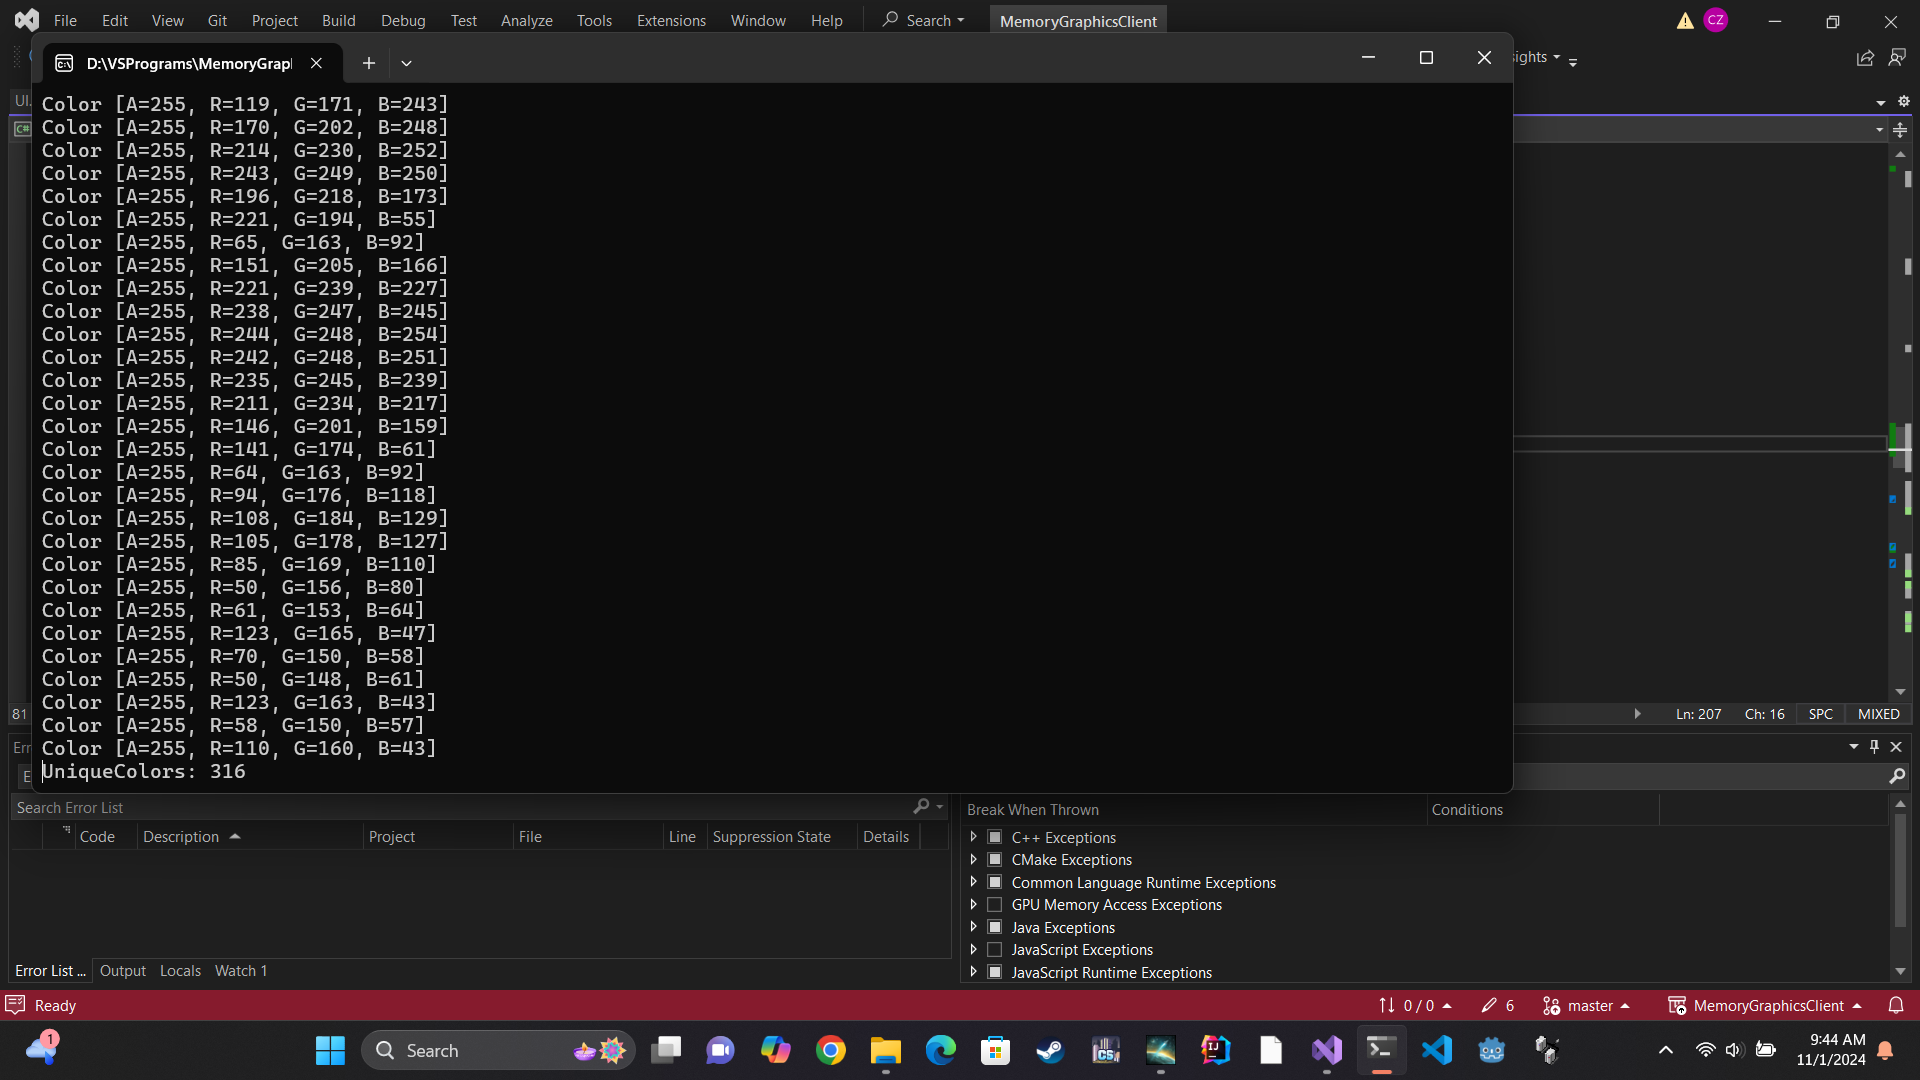 File Edit View Git Project Build Debug Test Analyze Tools Extensions Window Help Search MemoryGraphicsClient CZ
D:\VSPrograms\MemoryGrapl
sights
UI.
C#
Color [A=255, R=119, G=171, B=243]
Color [A=255, R=170, G=202, B=248]
Color [A=255, R=214, G=230, B=252]
Color [A=255, R=243, G=249, B=250]
Color [A=255, R=196, G=218, B=173]
Color [A=255, R=221, G=194, B=55]
Color [A=255, R=65, G=163, B=92]
Color [A=255, R=151, G=205, B=166]
Color [A=255, R=221, G=239, B=227]
Color [A=255, R=238, G=247, B=245]
Color [A=255, R=244, G=248, B=254]
Color [A=255, R=242, G=248, B=251]
Color [A=255, R=235, G=245, B=239]
Color [A=255, R=211, G=234, B=217]
Color [A=255, R=146, G=201, B=159]
Color [A=255, R=141, G=174, B=61]
Color [A=255, R=64, G=163, B=92]
Color [A=255, R=94, G=176, B=118]
Color [A=255, R=108, G=184, B=129]
Color [A=255, R=105, G=178, B=127]
Color [A=255, R=85, G=169, B=110]
Color [A=255, R=50, G=156, B=80]
Color [A=255, R=61, G=153, B=64]
Color [A=255, R=123, G=165, B=47]
Color [A=255, R=70, G=150, B=58]
Color [A=255, R=50, G=148, B=61]
Color [A=255, R=123, G=163, B=43]
Color [A=255, R=58, G=150, B=57]
Color [A=255, R=110, G=160, B=43]
UniqueColors: 316
81 Ln: 207 Ch: 16 SPC MIXED
Err
E
Search Error List
Code Description Project File Line Suppression State Details
Break When Thrown Conditions
C++ Exceptions
CMake Exceptions
Common Language Runtime Exceptions
GPU Memory Access Exceptions
Java Exceptions
JavaScript Exceptions
JavaScript Runtime Exceptions
Error List ... Output Locals Watch 1
Ready 0 / 0 6 master MemoryGraphicsClient
1 Search 9:44 AM
11/1/2024